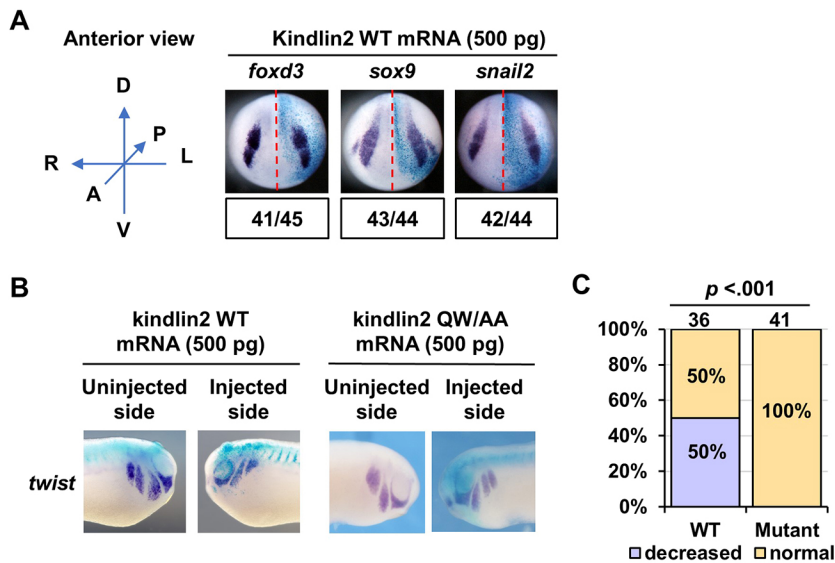 A
Anterior view
D
P
R
L
A
V
Kindlin2 WT mRNA (500 pg)
foxd3 sox9 snail2
41/45 43/44 42/44
B
kindlin2 WT
mRNA (500 pg)
kindlin2 QW/AA
mRNA (500 pg)
Uninjected
side
Injected
side
Uninjected
side
Injected
side
twist
C
p <.001
36 41
100%
80%
60%
40%
20%
0%
50%
50%
100%
WT Mutant
decreased normal